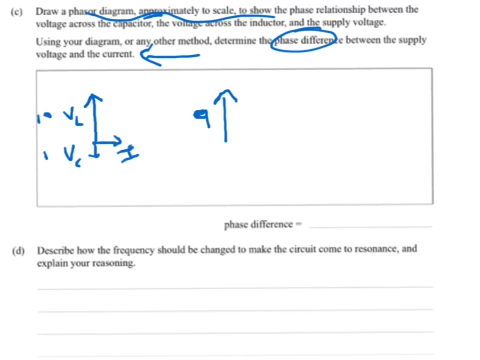 (c) Draw a phasor diagram, approximately to scale, to show the phase relationship between the
voltage across the capacitor, the voltage across the inductor, and the supply voltage.
Using your diagram, or any other method, determine the phase difference between the supply
voltage and the current.
10 VL
9
1 Vc I
phase difference =
(d) Describe how the frequency should be changed to make the circuit come to resonance, and
explain your reasoning.